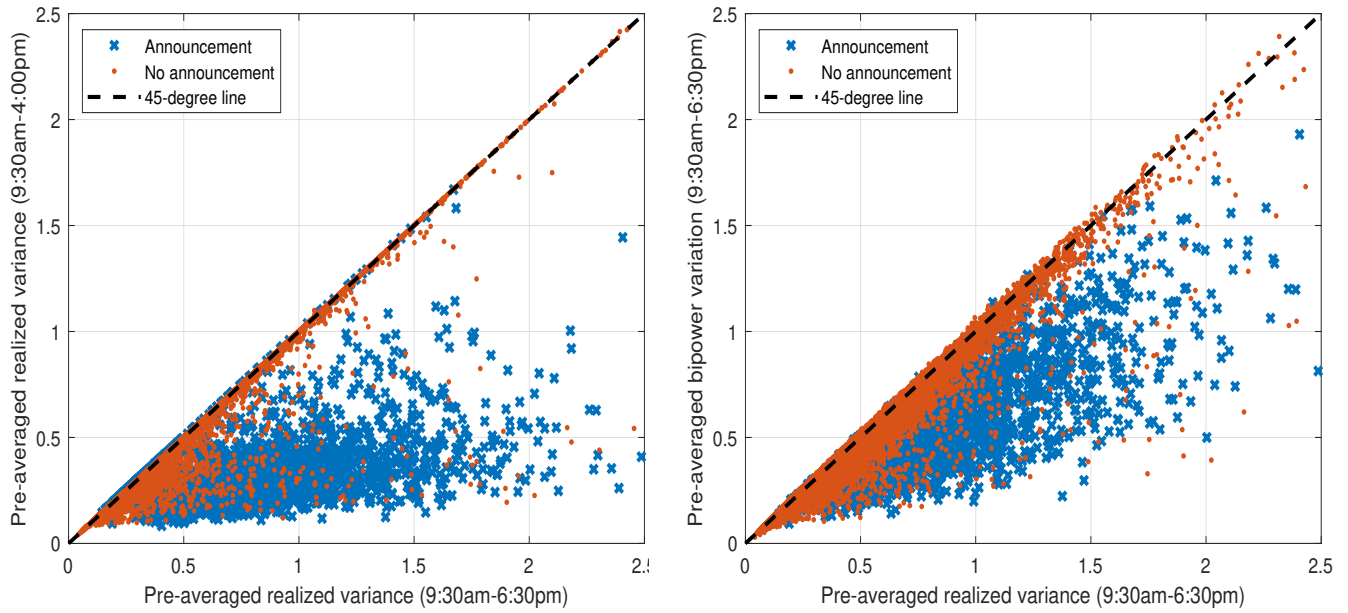 Pre-averaged realized variance (9:30am-4:00pm)
2.5
2
1.5
1
0.5
0
Announcement
No announcement
45-degree line
0 0.5 1 1.5 2 2.5
Pre-averaged realized variance (9:30am-6:30pm)
Pre-averaged bipower variation (9:30am-6:30pm)
2.5
2
1.5
1
0.5
0
Announcement
No announcement
45-degree line
0 0.5 1 1.5 2 2.5
Pre-averaged realized variance (9:30am-6:30pm)